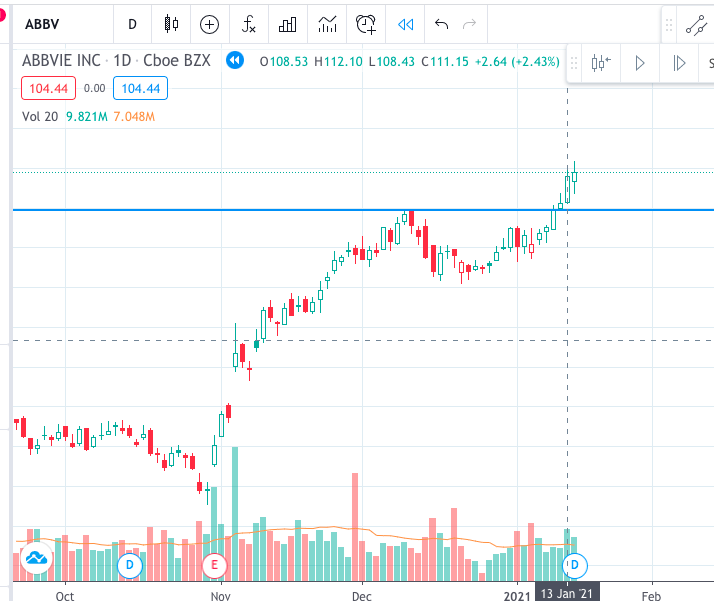 ABBV D
ABBVIE INC · 1D · Cboe BZX O108.53 H112.10 L108.43 C111.15 +2.64 (+2.43%)
104.44 0.00 104.44
Vol 20 9.821M 7.048M
D E D
Oct Nov Dec 2021 13 Jan '21 Feb